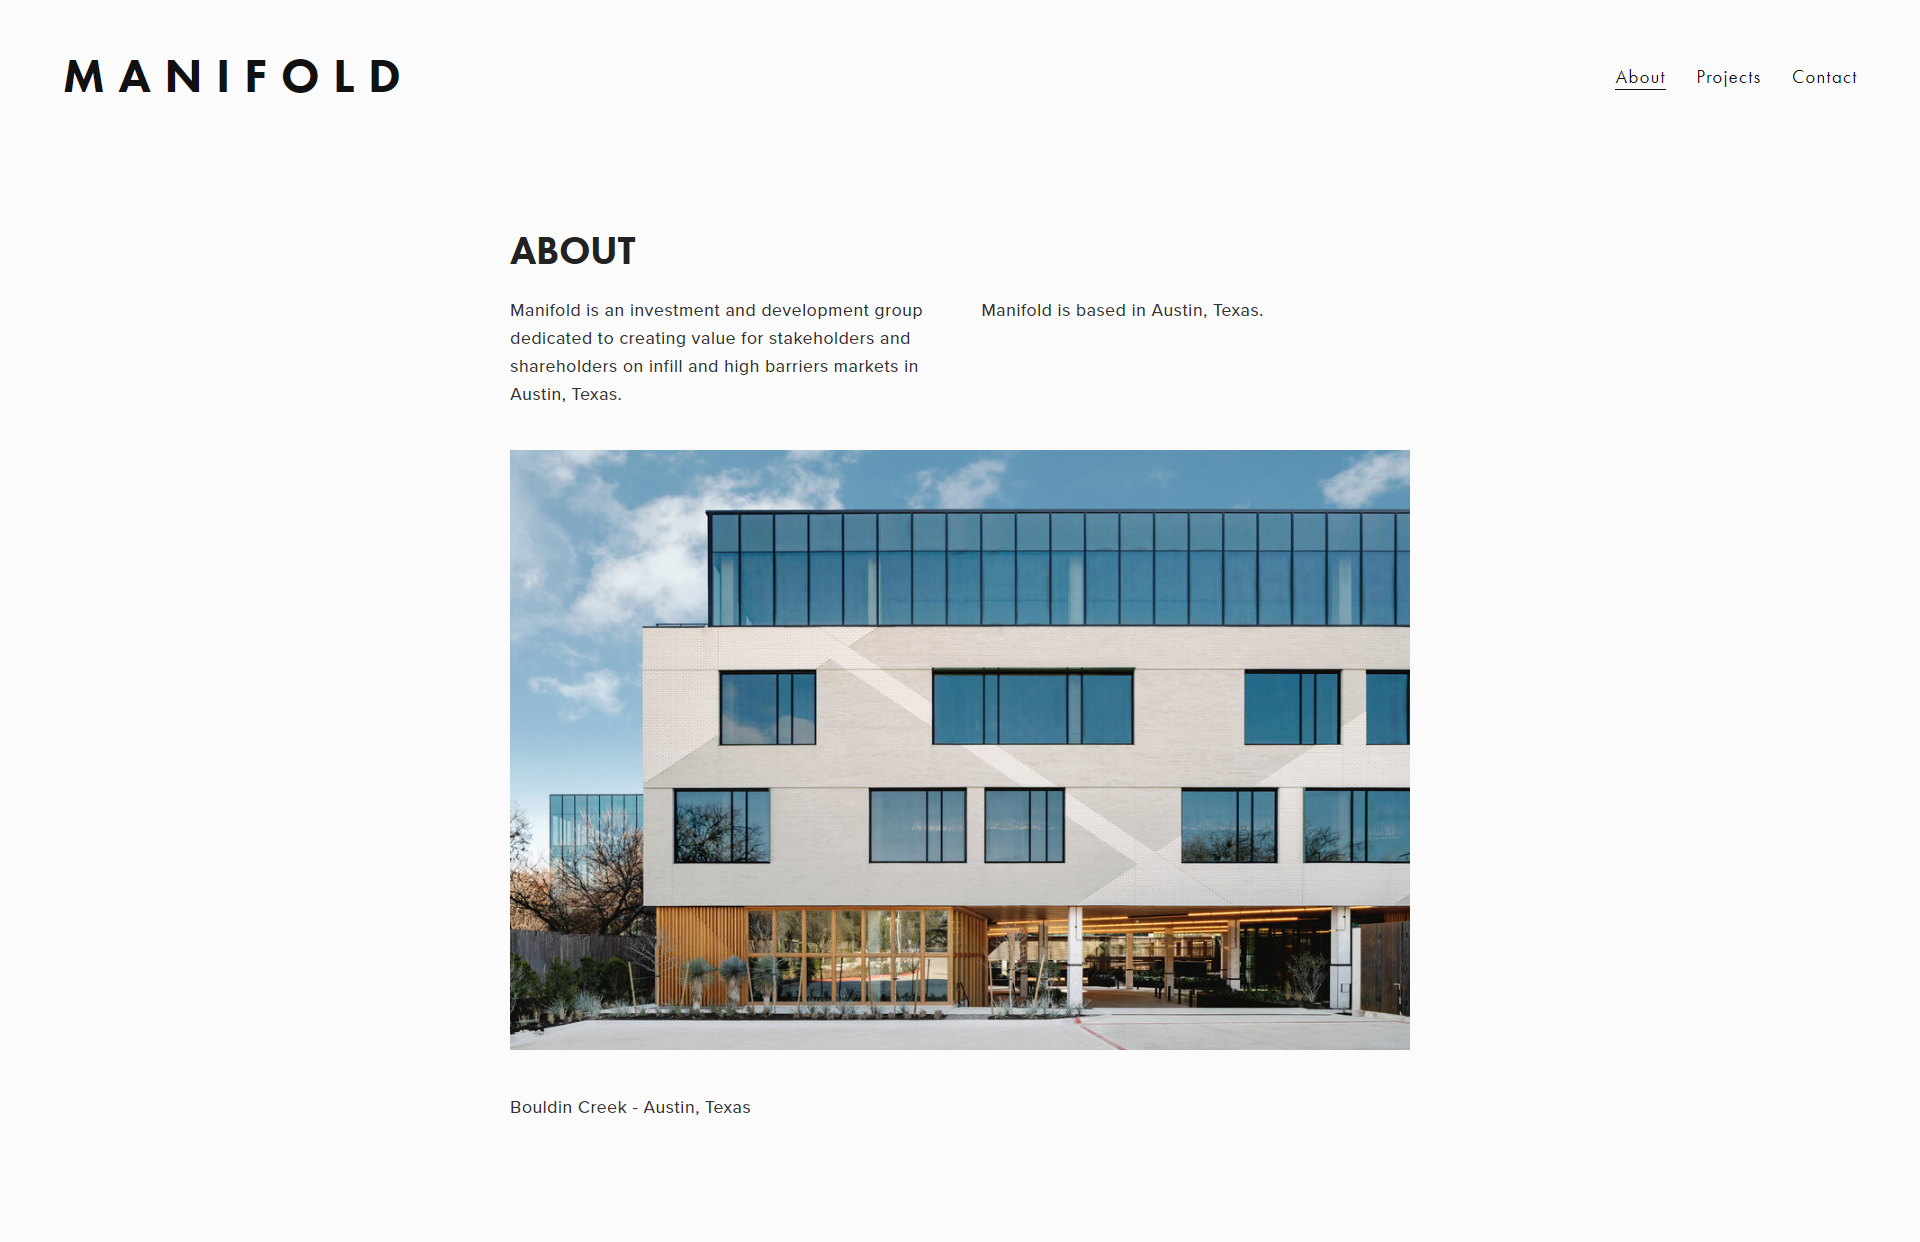 MANIFOLD
About Projects Contact
ABOUT
Manifold is an investment and development group
dedicated to creating value for stakeholders and
shareholders on infill and high barriers markets in
Austin, Texas.
Manifold is based in Austin, Texas.
Bouldin Creek - Austin, Texas